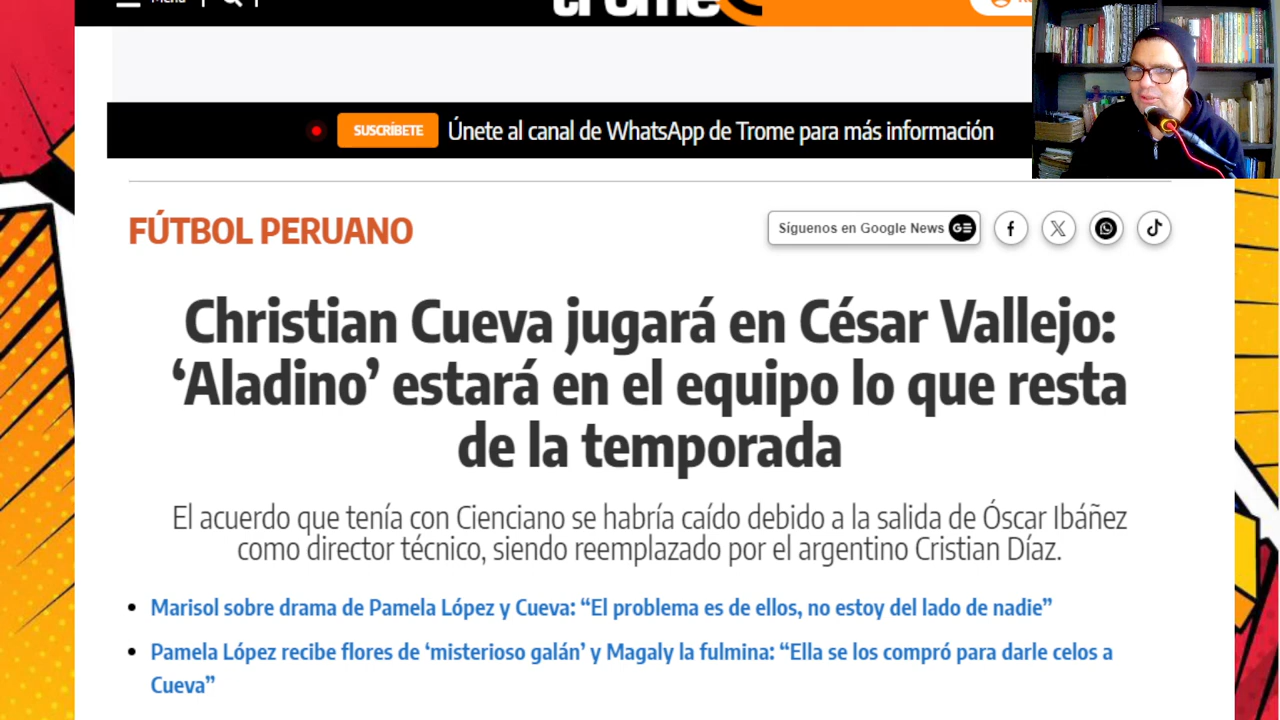 Menú
trome
SUSCRÍBETE Únete al canal de WhatsApp de Trome para más información
FÚTBOL PERUANO
Síguenos en Google News
Christian Cueva jugará en César Vallejo:
‘Aladino’ estará en el equipo lo que resta
de la temporada
El acuerdo que tenía con Cienciano se habría caído debido a la salida de Óscar Ibáñez
como director técnico, siendo reemplazado por el argentino Cristian Díaz.
Marisol sobre drama de Pamela López y Cueva: “El problema es de ellos, no estoy del lado de nadie”
Pamela López recibe flores de ‘misterioso galán’ y Magaly la fulmina: “Ella se los compró para darle celos a
Cueva”